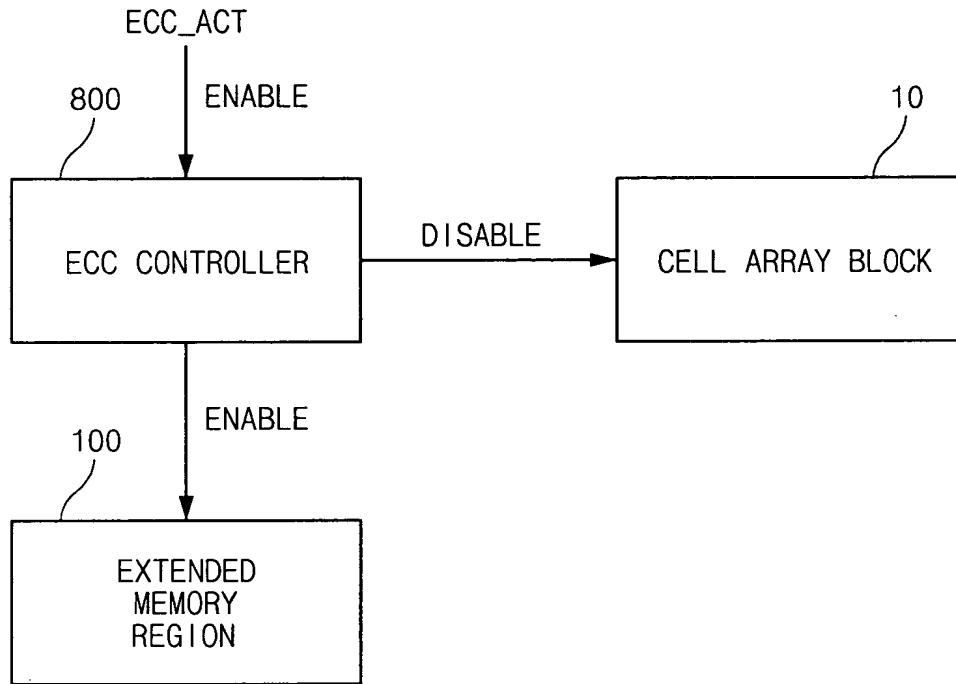 ECC_ACT
ENABLE
800
10
ECC CONTROLLER
DISABLE
CELL ARRAY BLOCK
ENABLE
100
EXTENDED
MEMORY
REGION